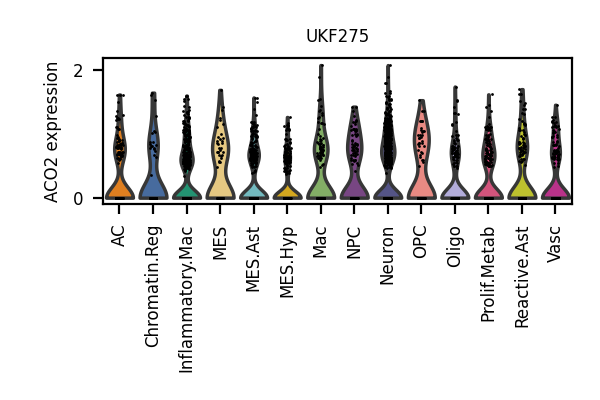 UKF275
ACO2 expression
2
0
AC
Chromatin.Reg
Inflammatory.Mac
MES
MES.Ast
MES.Hyp
Mac
NPC
Neuron
OPC
Oligo
Prolif.Metab
Reactive.Ast
Vasc